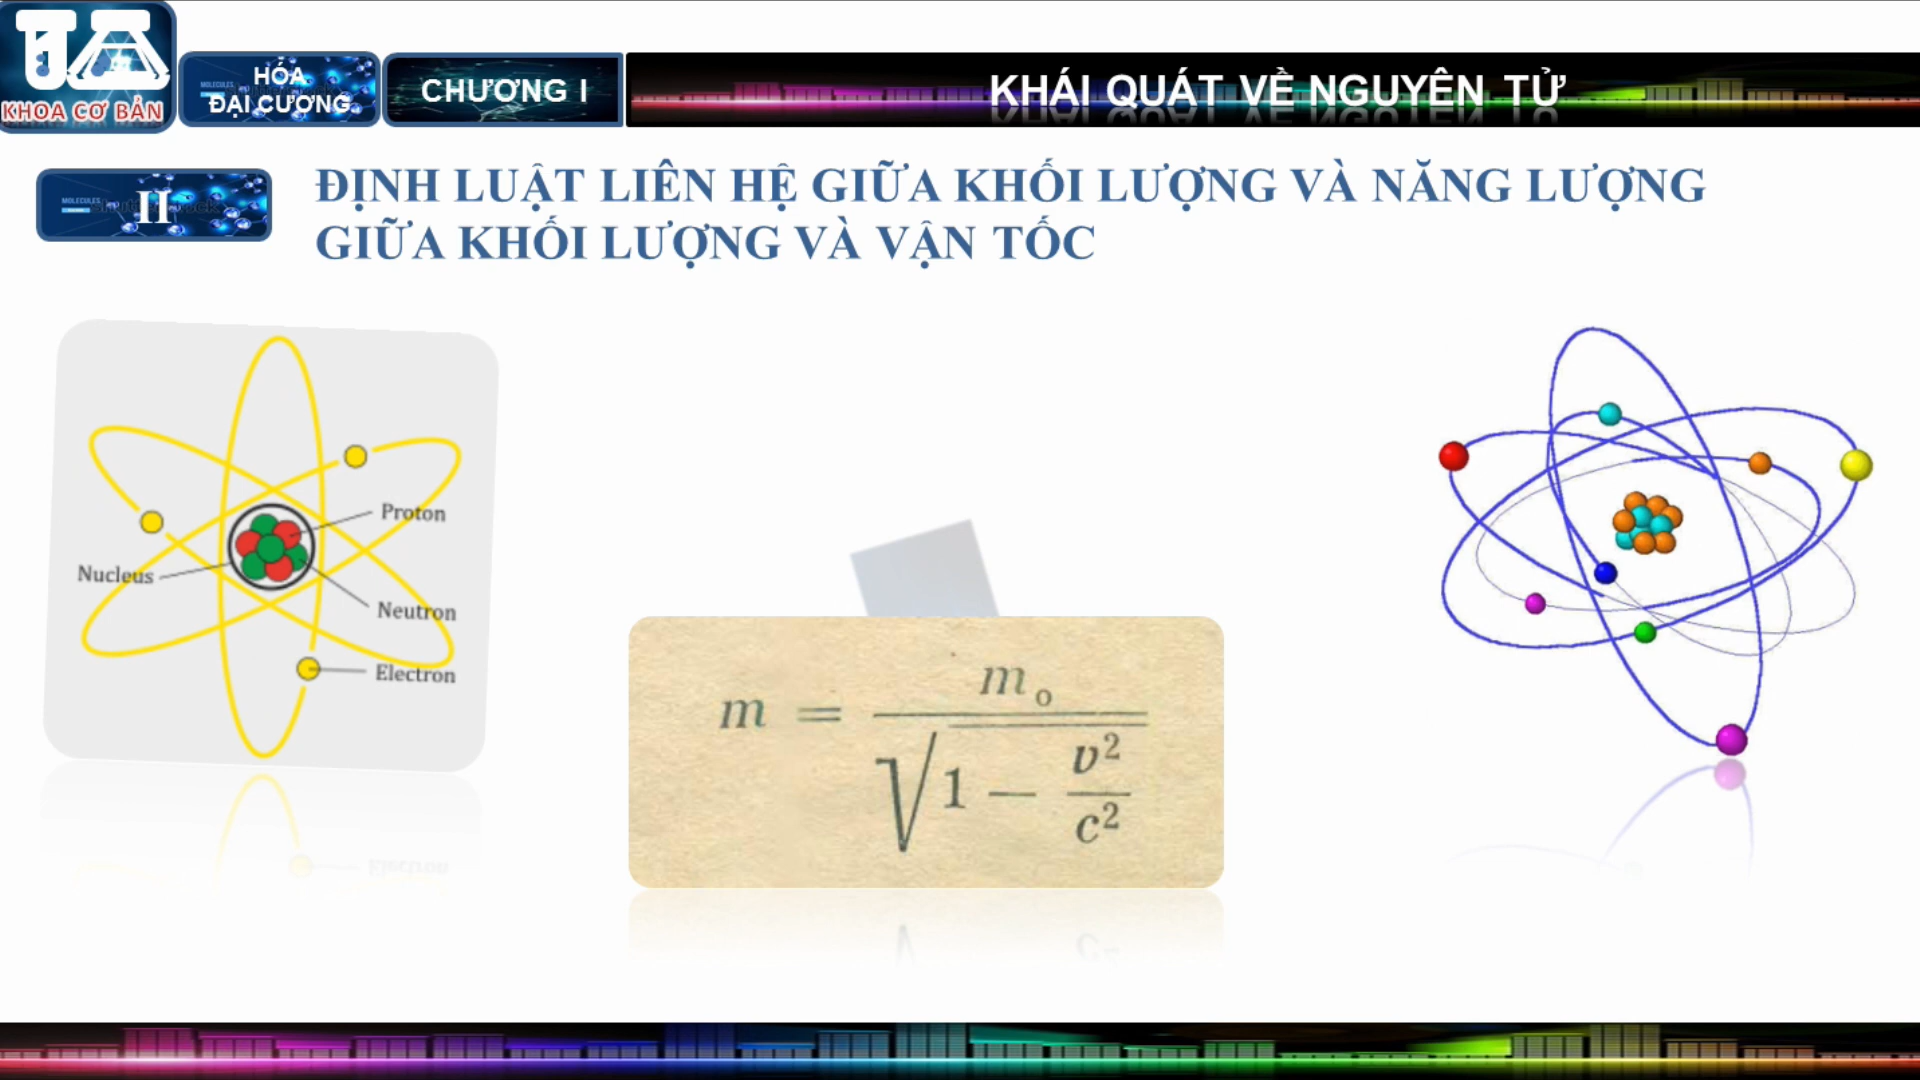 KHOA CƠ BẢN
HÓA
ĐẠI CƯƠNG
CHƯƠNG I
KHÁI QUÁT VỀ NGUYÊN TỬ
MOLECULES
II
ĐỊNH LUẬT LIÊN HỆ GIỮA KHỐI LƯỢNG VÀ NĂNG LƯỢNG
GIỮA KHỐI LƯỢNG VÀ VẬN TỐC
Proton
Nucleus
Neutron
Electron
m = m₀ / √(1 − v²/c²)